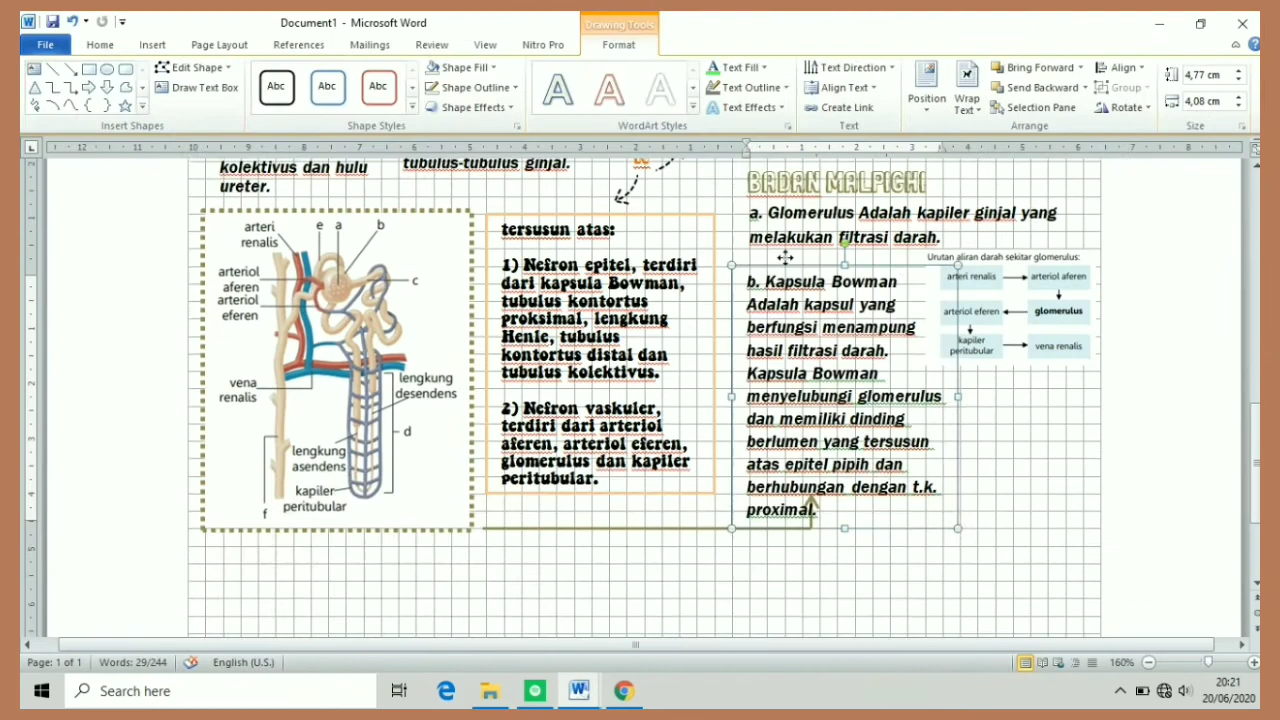 Document1 - Microsoft Word
Drawing Tools
File
Home
Insert
Page Layout
References
Mailings
Review
View
Nitro Pro
Format
Edit Shape
Draw Text Box
Insert Shapes
Abc
Abc
Abc
Shape Fill
Shape Outline
Shape Effects
Shape Styles
A
A
A
Text Fill
Text Outline
Text Effects
WordArt Styles
Text Direction
Align Text
Create Link
Text
Position
Wrap
Text
Bring Forward
Send Backward
Selection Pane
Align
Group
Rotate
Arrange
4,77 cm
4,08 cm
Size
kolektivus dan hulu
ureter.
tubulus-tubulus ginjal.
arteri
renalis
e
a
b
c
arteriol
aferen
arteriol
eferen
vena
renalis
lengkung
desendens
d
lengkung
asendens
kapiler
peritubular
f
tersusun atas:
1) Nefron epitel, terdiri
dari kapsula Bowman,
tubulus kontortus
proksimal, lengkung
Henle, tubulus
kontortus distal dan
tubulus kolektivus.
2) Nefron vaskuler,
terdiri dari arteriol
aferen, arteriol eferen,
glomerulus dan kapiler
peritubular.
BADAN MALPIGHI
a. Glomerulus Adalah kapiler ginjal yang
melakukan filtrasi darah.
b. Kapsula Bowman
Adalah kapsul yang
berfungsi menampung
hasil filtrasi darah.
Kapsula Bowman
menyelubungi glomerulus
dan memiliki dinding
berlumen yang tersusun
atas epitel pipih dan
berhubungan dengan t.k.
proximal.
Urutan aliran darah sekitar glomerulus:
arteri renalis
arteriol aferen
arteriol eferen
glomerulus
kapiler
peritubular
vena renalis
Page: 1 of 1
Words: 29/244
English (U.S.)
160%
Search here
20:21
20/06/2020